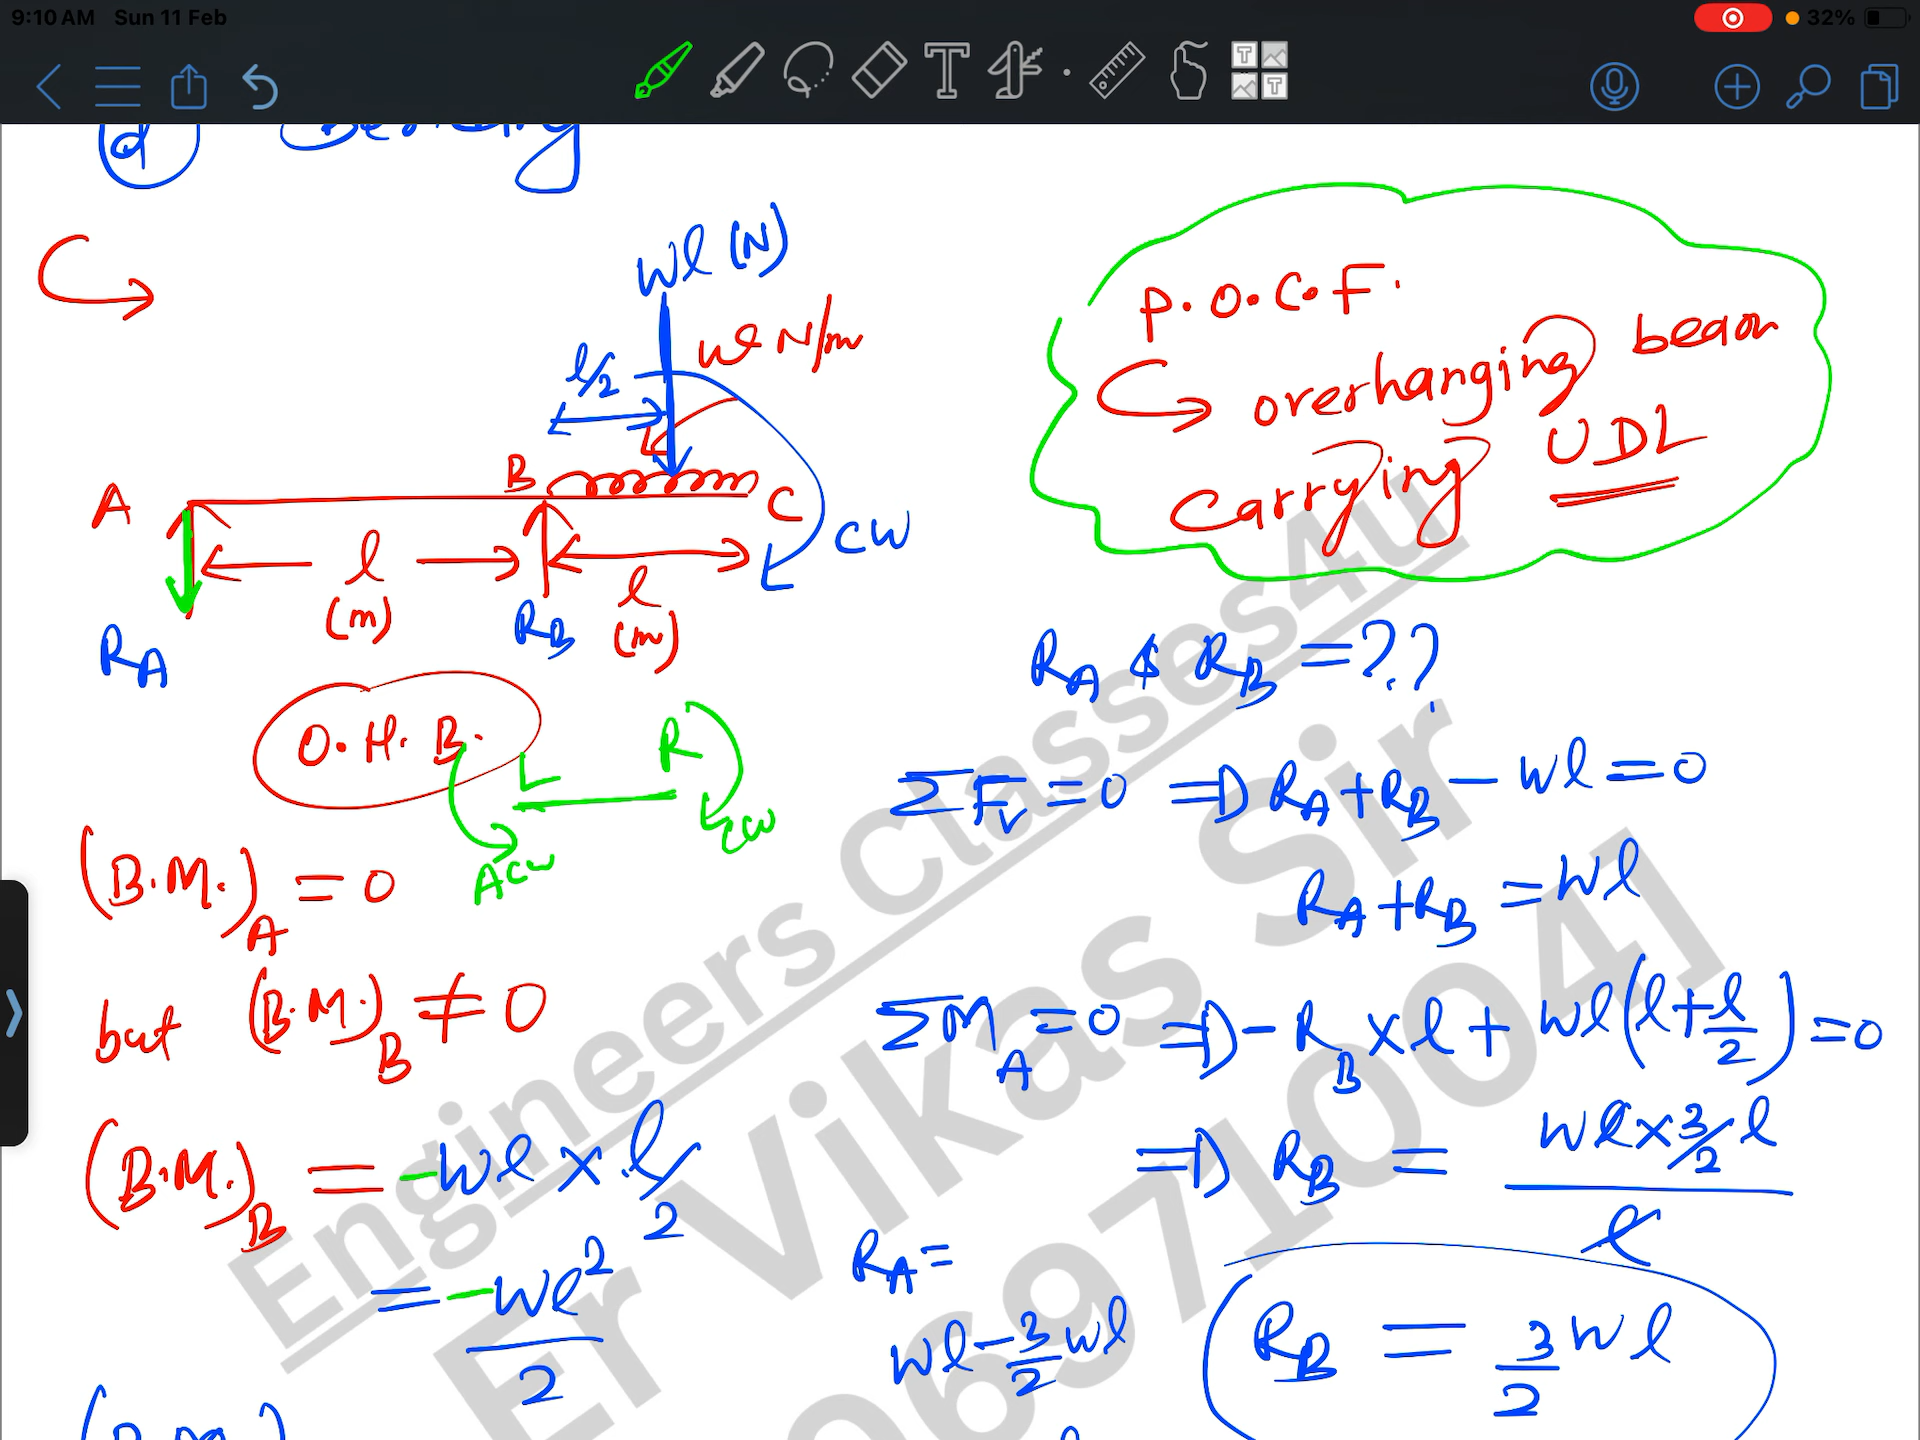 9:10 AM Sun 11 Feb
32%
d
Wl (N)
w N/m
l/2
A
B
C
CW
l
(m)
l
(m)
RA
RB
P.O.C.F.
overhanging beam
carrying UDL
O.H.B.
L
R
ACW
CW
(B.M.)A = 0
but (B.M.)B ≠ 0
(B.M.)B = -Wl × l/2
= -Wl²/2
RA & RB = ??
ΣFv = 0 ⇒ RA + RB - Wl = 0
RA + RB = Wl
ΣMA = 0 ⇒ -RB × l + Wl(l + l/2) = 0
⇒ RB = Wl × 3/2 l / l
RA =
Wl - 3/2 Wl
RB = 3/2 Wl
Engineers Classes4u
Er Vikas Sir